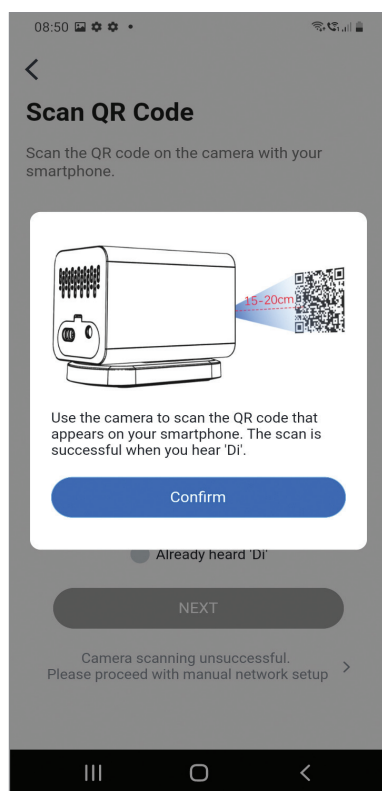 08:50
Scan QR Code
Scan the QR code on the camera with your
smartphone.
15-20cm
Use the camera to scan the QR code that
appears on your smartphone. The scan is
successful when you hear 'Di'.
Confirm
Already heard 'Di'
NEXT
Camera scanning unsuccessful.
Please proceed with manual network setup